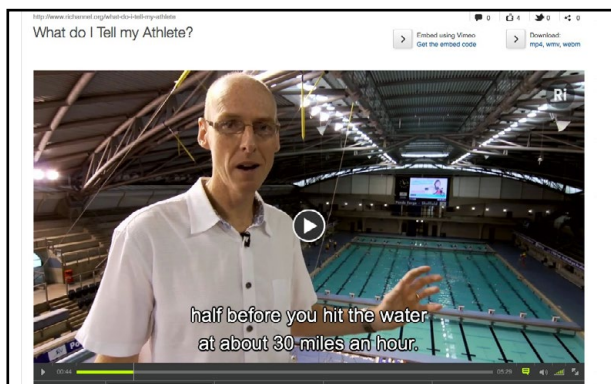 http://www.richannel.org/what-do-i-tell-my-athlete
0 4 0 0
What do I Tell my Athlete?
Embed using Vimeo
Get the embed code
Download:
mp4, wmv, webm
Ri
half before you hit the water
at about 30 miles an hour.
00:44
05:29